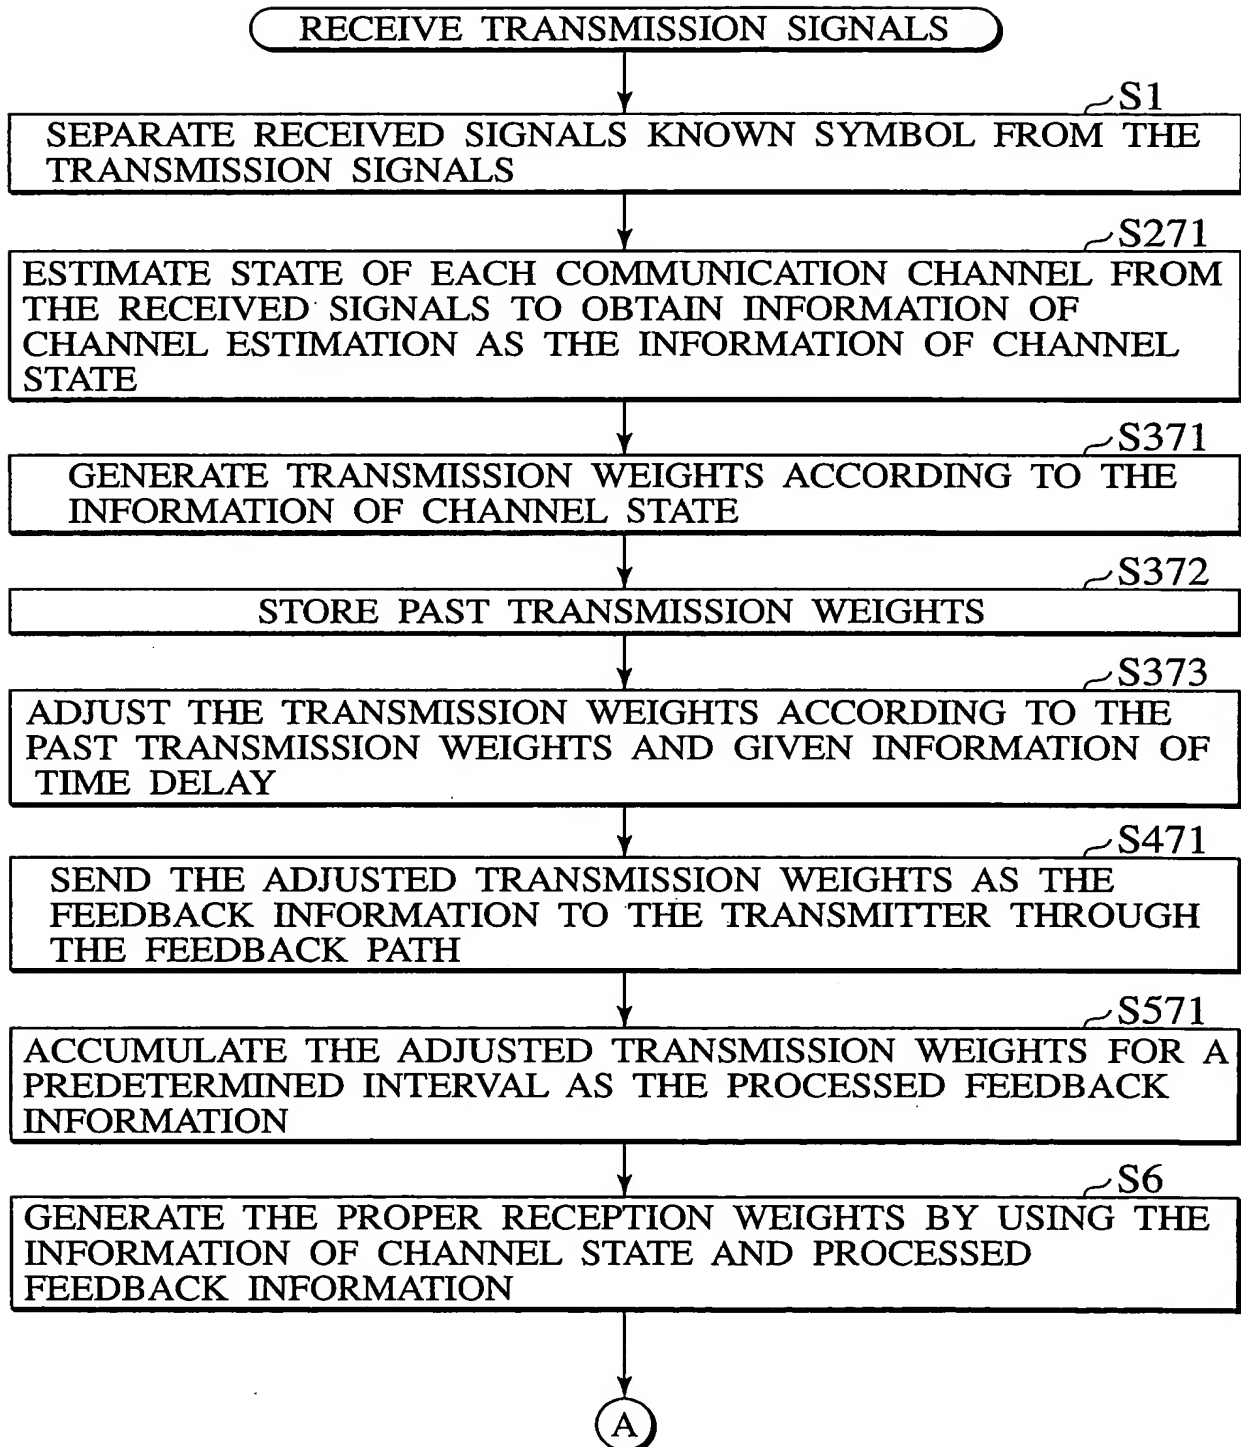 RECEIVE TRANSMISSION SIGNALS
S1
SEPARATE RECEIVED SIGNALS KNOWN SYMBOL FROM THE
TRANSMISSION SIGNALS
S271
ESTIMATE STATE OF EACH COMMUNICATION CHANNEL FROM
THE RECEIVED SIGNALS TO OBTAIN INFORMATION OF
CHANNEL ESTIMATION AS THE INFORMATION OF CHANNEL
STATE
S371
GENERATE TRANSMISSION WEIGHTS ACCORDING TO THE
INFORMATION OF CHANNEL STATE
S372
STORE PAST TRANSMISSION WEIGHTS
S373
ADJUST THE TRANSMISSION WEIGHTS ACCORDING TO THE
PAST TRANSMISSION WEIGHTS AND GIVEN INFORMATION OF
TIME DELAY
S471
SEND THE ADJUSTED TRANSMISSION WEIGHTS AS THE
FEEDBACK INFORMATION TO THE TRANSMITTER THROUGH
THE FEEDBACK PATH
S571
ACCUMULATE THE ADJUSTED TRANSMISSION WEIGHTS FOR A
PREDETERMINED INTERVAL AS THE PROCESSED FEEDBACK
INFORMATION
S6
GENERATE THE PROPER RECEPTION WEIGHTS BY USING THE
INFORMATION OF CHANNEL STATE AND PROCESSED
FEEDBACK INFORMATION
A